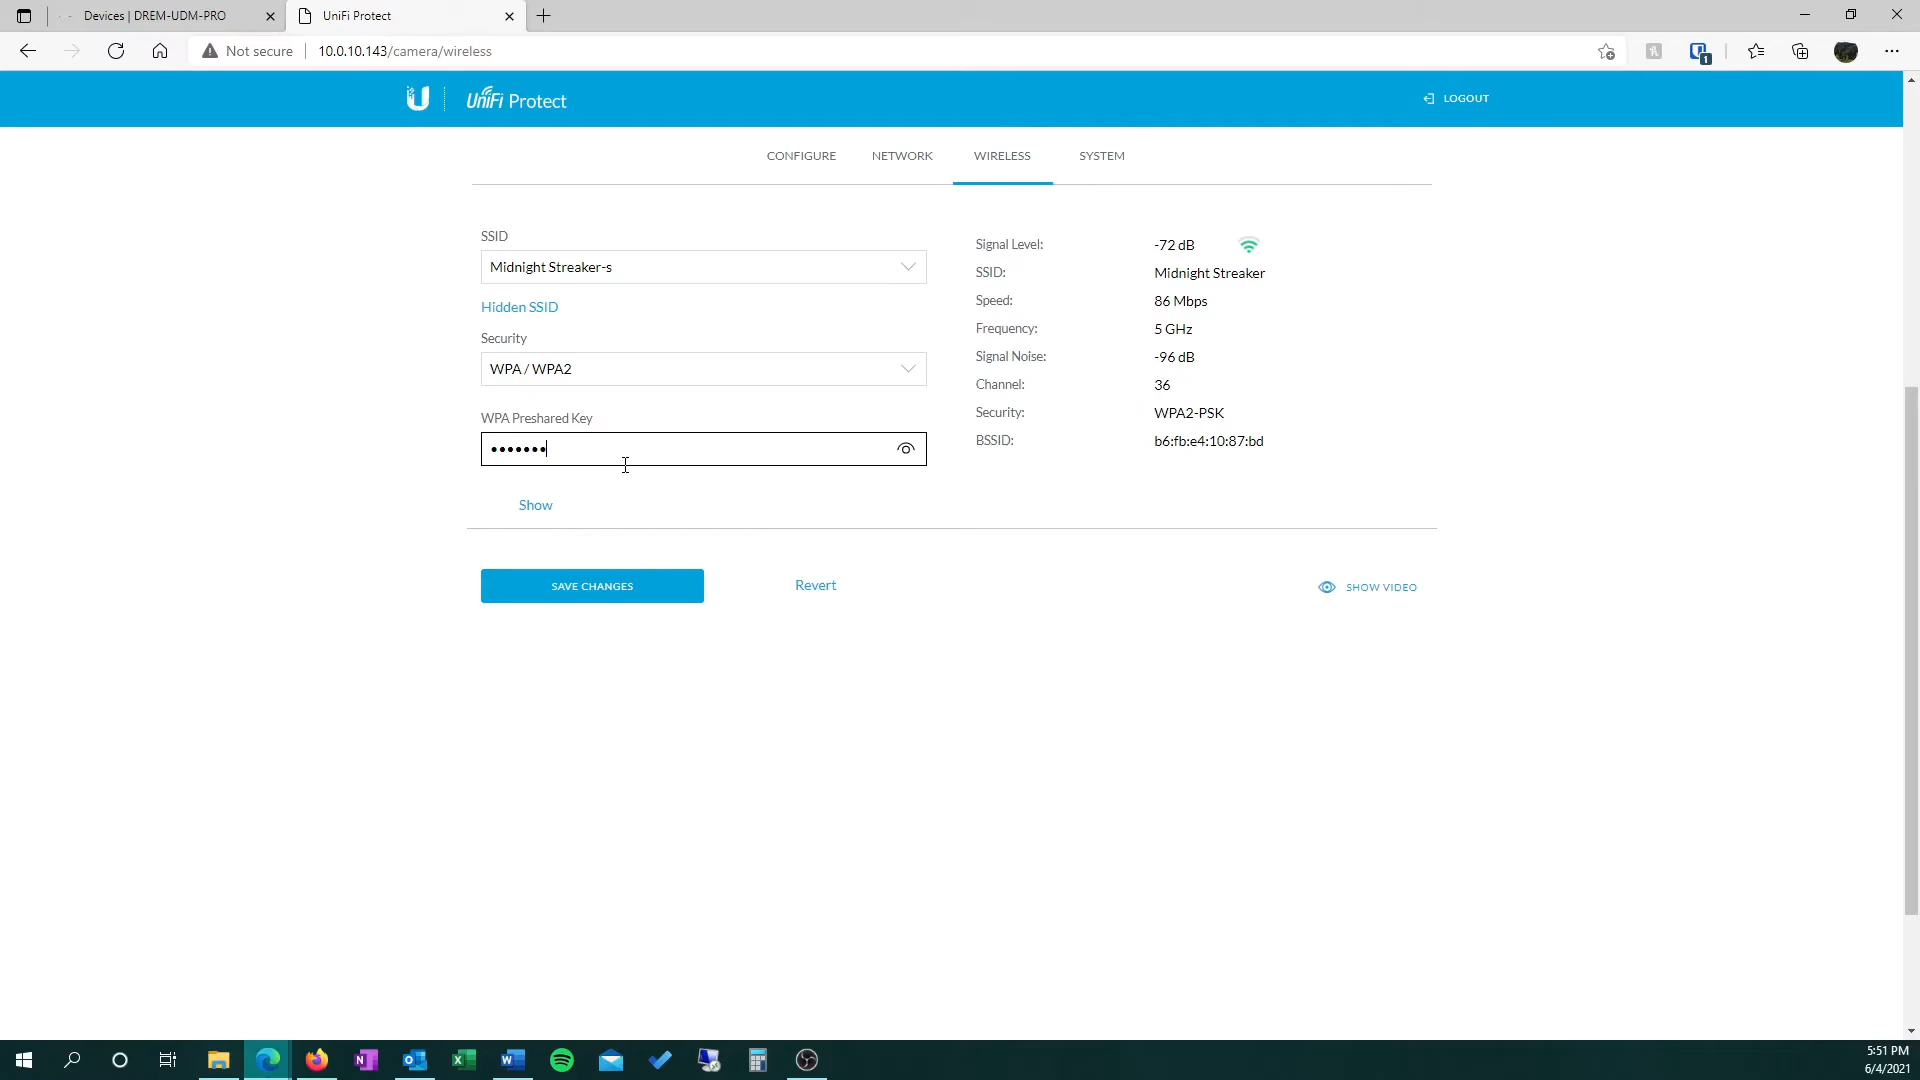 Devices | DREM-UDM-PRO
UniFi Protect
Not secure
10.0.10.143/camera/wireless
1
UniFi Protect
LOGOUT
CONFIGURE
NETWORK
WIRELESS
SYSTEM
SSID
Midnight Streaker-s
Hidden SSID
Security
WPA / WPA2
WPA Preshared Key
•••••••
Show
Signal Level: -72 dB
SSID: Midnight Streaker
Speed: 86 Mbps
Frequency: 5 GHz
Signal Noise: -96 dB
Channel: 36
Security: WPA2-PSK
BSSID: b6:fb:e4:10:87:bd
SAVE CHANGES
Revert
SHOW VIDEO
5:51 PM
6/4/2021